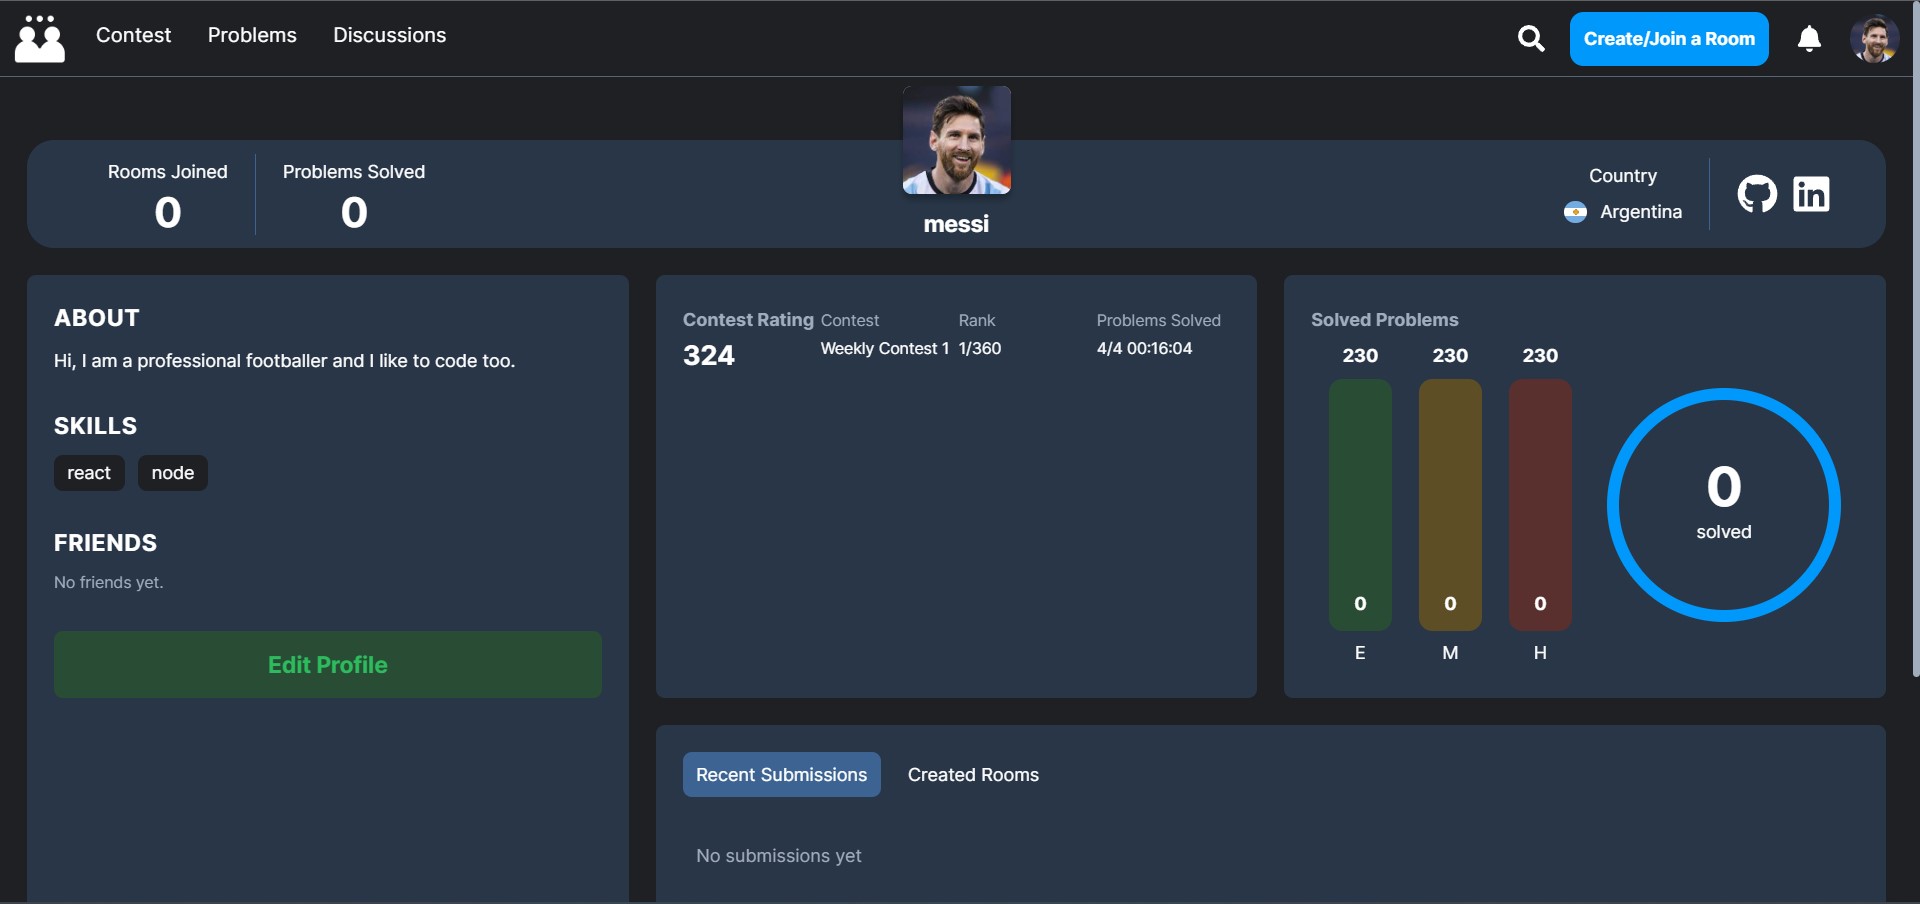 Contest Problems Discussions
Create/Join a Room
Rooms Joined
0
Problems Solved
0
messi
Country
Argentina
ABOUT
Hi, I am a professional footballer and I like to code too.
SKILLS
react node
FRIENDS
No friends yet.
Edit Profile
Contest Rating
324
Contest
Weekly Contest 1
Rank
1/360
Problems Solved
4/4 00:16:04
Solved Problems
230 230 230
0 0 0
E M H
0
solved
Recent Submissions Created Rooms
No submissions yet